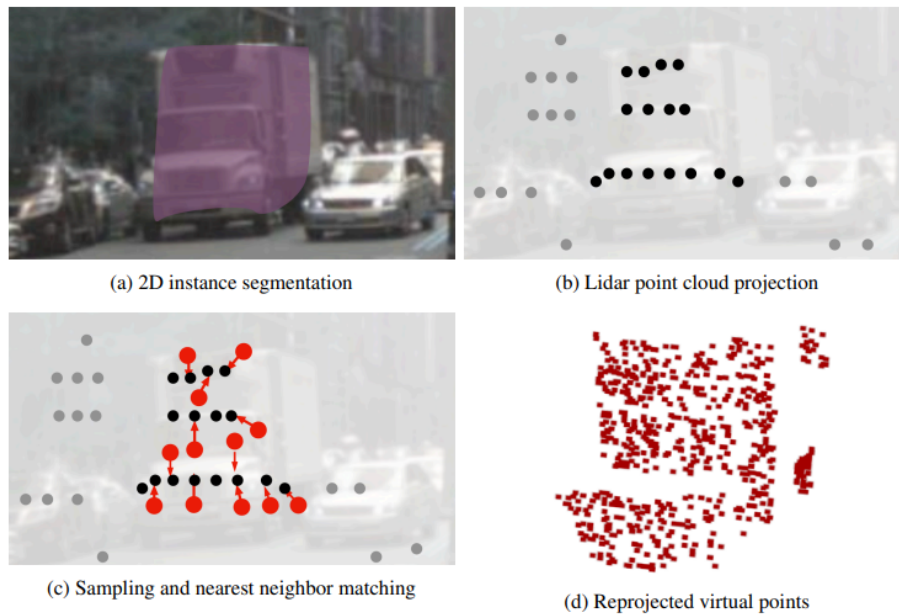 (a) 2D instance segmentation
(b) Lidar point cloud projection
(c) Sampling and nearest neighbor matching
(d) Reprojected virtual points